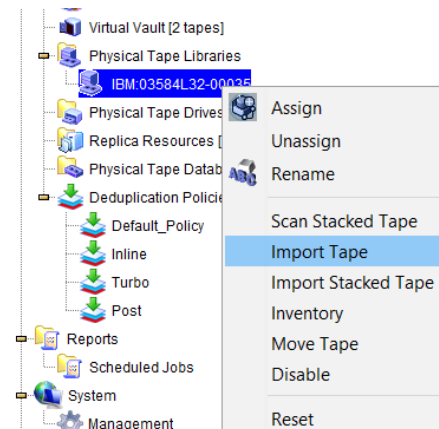 Virtual Vault [2 tapes]
Physical Tape Libraries
IBM:03584L32-00035
Physical Tape Drives
Replica Resources [
Physical Tape Datab
Deduplication Policie
Default_Policy
Inline
Turbo
Post
Reports
Scheduled Jobs
System
Management
Assign
Unassign
ABG
Rename
Scan Stacked Tape
Import Tape
Import Stacked Tape
Inventory
Move Tape
Disable
Reset